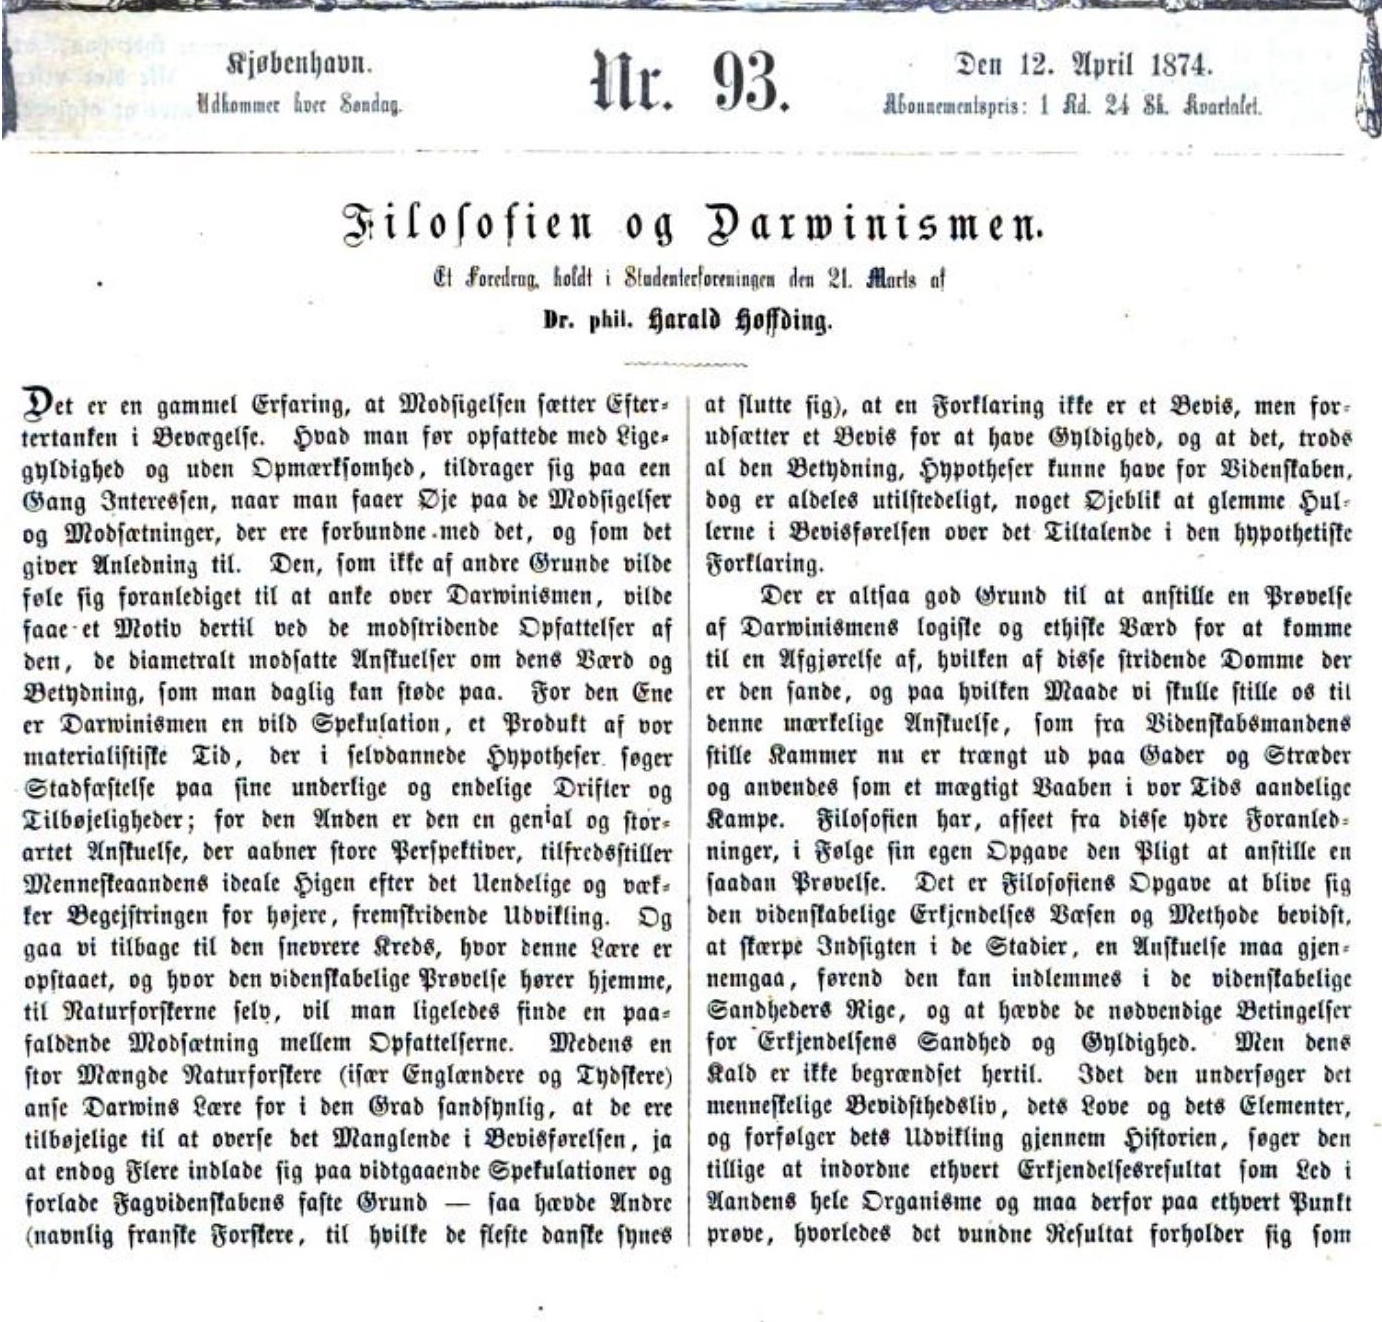 Kjøbenhavn.
Udkommer hver Søndag.
Nr. 93.
Den 12. April 1874.
Abonnementspris: 1 Rd. 24 Sk. Kvartalet.
Filosofien og Darwinismen.
Et Foredrag, holdt i Studenterforeningen den 21. Marts af
Dr. phil. Harald Høffding.
Det er en gammel Erfaring, at Modsigelsen sætter Efter-
tertanken i Bevægelse. Hvad man før opfattede med Lige-
gyldighed og uden Opmærksomhed, tildrager sig paa een
Gang Interessen, naar man faaer Øje paa de Modsigelser
og Modsætninger, der ere forbundne med det, og som det
giver Anledning til. Den, som ikke af andre Grunde vilde
føle sig foranlediget til at anke over Darwinismen, vilde
faae et Motiv dertil ved de modstridende Opfattelser af
den, de diametralt modsatte Anskuelser om dens Værd og
Betydning, som man daglig kan støde paa. For den Ene
er Darwinismen en vild Spekulation, et Produkt af vor
materialistiske Tid, der i selvdannede Hypotheser søger
Stadfæstelse paa sine underlige og endelige Drifter og
Tilbøjeligheder; for den Anden er den en genial og stor-
artet Anskuelse, der aabner store Perspektiver, tilfredsstiller
Menneskeaandens ideale Higen efter det Uendelige og væk-
ker Begejstringen for højere, fremskridende Udvikling. Og
gaa vi tilbage til den snevrere Kreds, hvor denne Lære er
opstaaet, og hvor den videnskabelige Prøvelse hører hjemme,
til Naturforskerne selv, vil man ligeledes finde en paa-
faldende Modsætning mellem Opfattelserne. Medens en
stor Mængde Naturforskere (især Englændere og Tydskere)
anse Darwins Lære for i den Grad sandsynlig, at de ere
tilbøjelige til at overse det Manglende i Bevisførelsen, ja
at endog Flere indlade sig paa vidtgaaende Spekulationer og
forlade Fagvidenskabens faste Grund — saa hævde Andre
(navnlig franske Forskere, til hvilke de fleste danske synes
at slutte sig), at en Forklaring ikke er et Bevis, men for-
udsætter et Bevis for at have Gyldighed, og at det, trods
al den Betydning, Hypotheser kunne have for Videnskaben,
dog er aldeles utilstedeligt, noget Øjeblik at glemme Hul-
lerne i Bevisførelsen over det Tiltalende i den hypothetiske
Forklaring.
Der er altsaa god Grund til at anstille en Prøvelse
af Darwinismens logiske og ethiske Værd for at komme
til en Afgjørelse af, hvilken af disse stridende Domme der
er den sande, og paa hvilken Maade vi skulle stille os til
denne mærkelige Anskuelse, som fra Videnskabsmandens
stille Kammer nu er trængt ud paa Gader og Stræder
og anvendes som et mægtigt Vaaben i vor Tids aandelige
Kampe. Filosofien har, afseet fra disse ydre Foranled-
ninger, i Følge sin egen Opgave den Pligt at anstille en
saadan Prøvelse. Det er Filosofiens Opgave at blive sig
den videnskabelige Erkjendelses Væsen og Methode bevidst,
at skærpe Indsigten i de Stadier, en Anskuelse maa gjen-
nemgaa, førend den kan indlemmes i de videnskabelige
Sandheders Rige, og at hævde de nødvendige Betingelser
for Erkjendelsens Sandhed og Gyldighed. Men dens
Kald er ikke begrændset hertil. Idet den undersøger det
menneskelige Bevidsthedsliv, dets Love og dets Elementer,
og forfølger dets Udvikling gjennem Historien, søger den
tillige at indordne ethvert Erkjendelsesresultat som Led i
Aandens hele Organisme og maa derfor paa ethvert Punkt
prøve, hvorledes det vundne Resultat forholder sig som